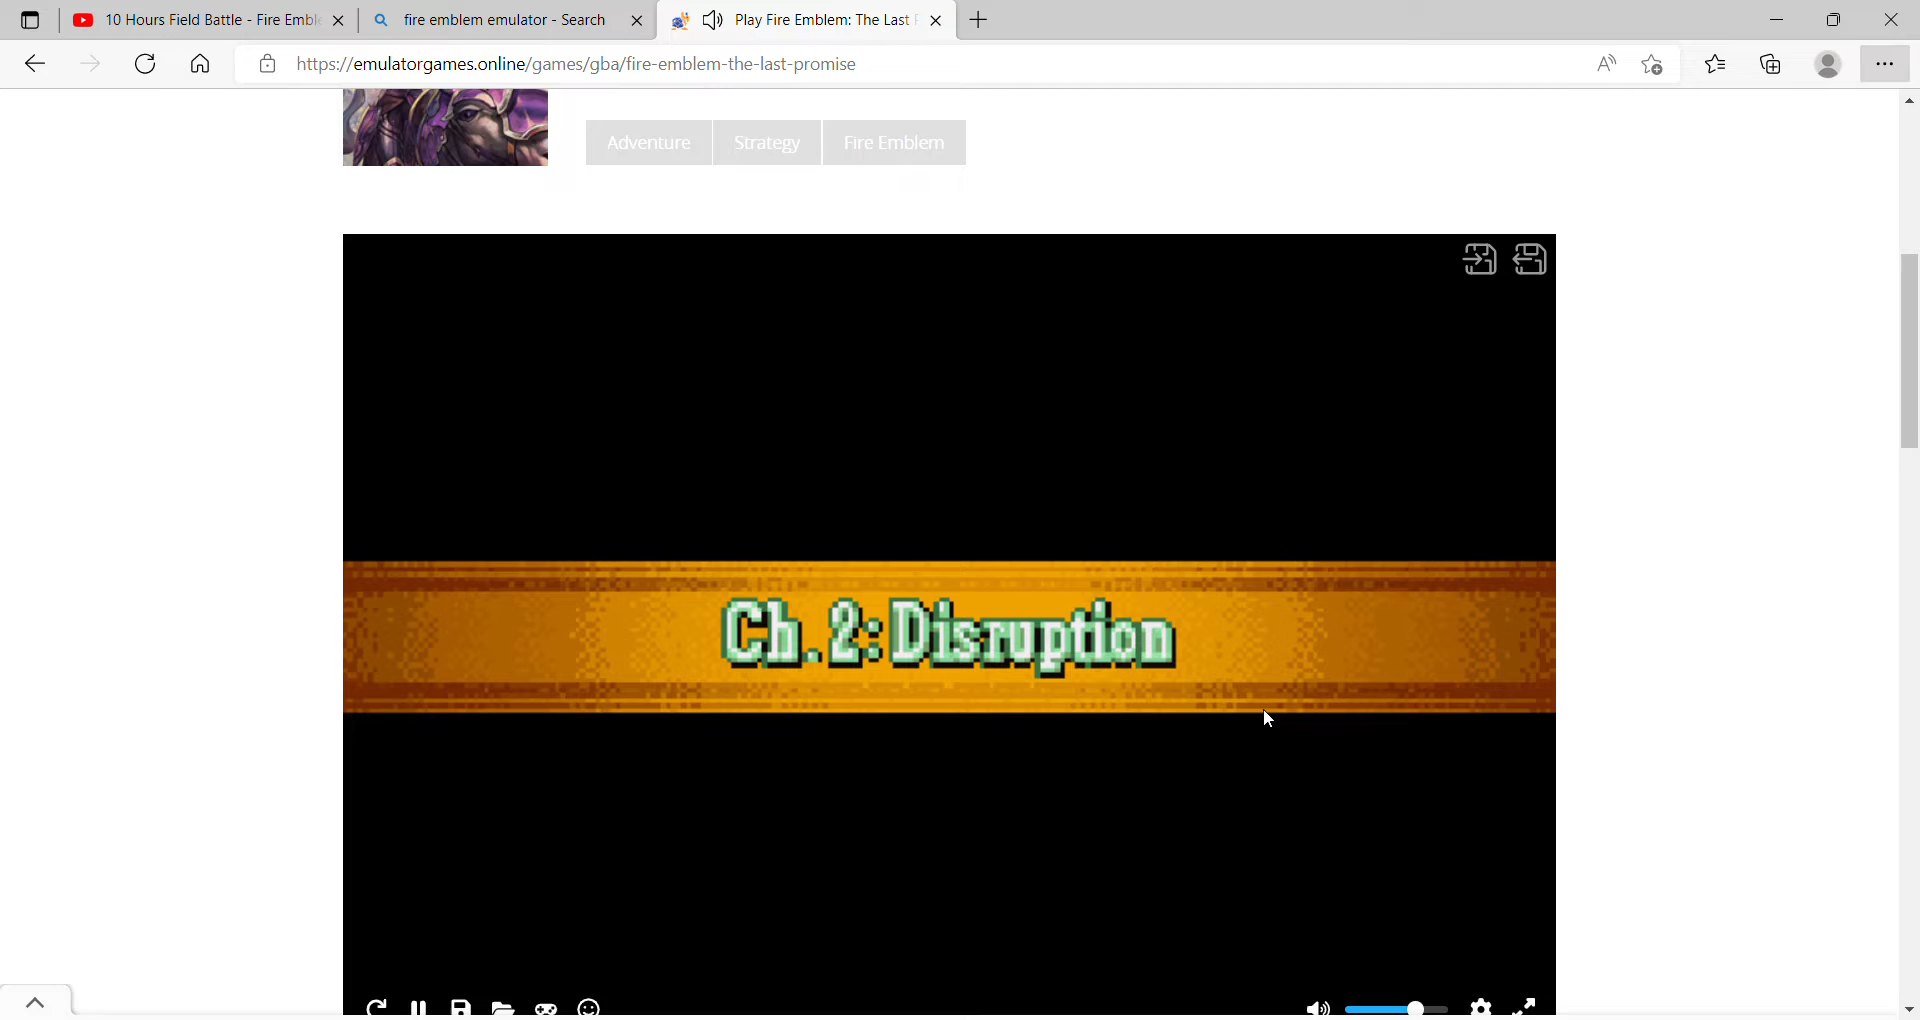 10 Hours Field Battle - Fire Emble
fire emblem emulator - Search
Play Fire Emblem: The Last P
https://emulatorgames.online/games/gba/fire-emblem-the-last-promise
Adventure
Strategy
Fire Emblem
Ch.2: Disruption